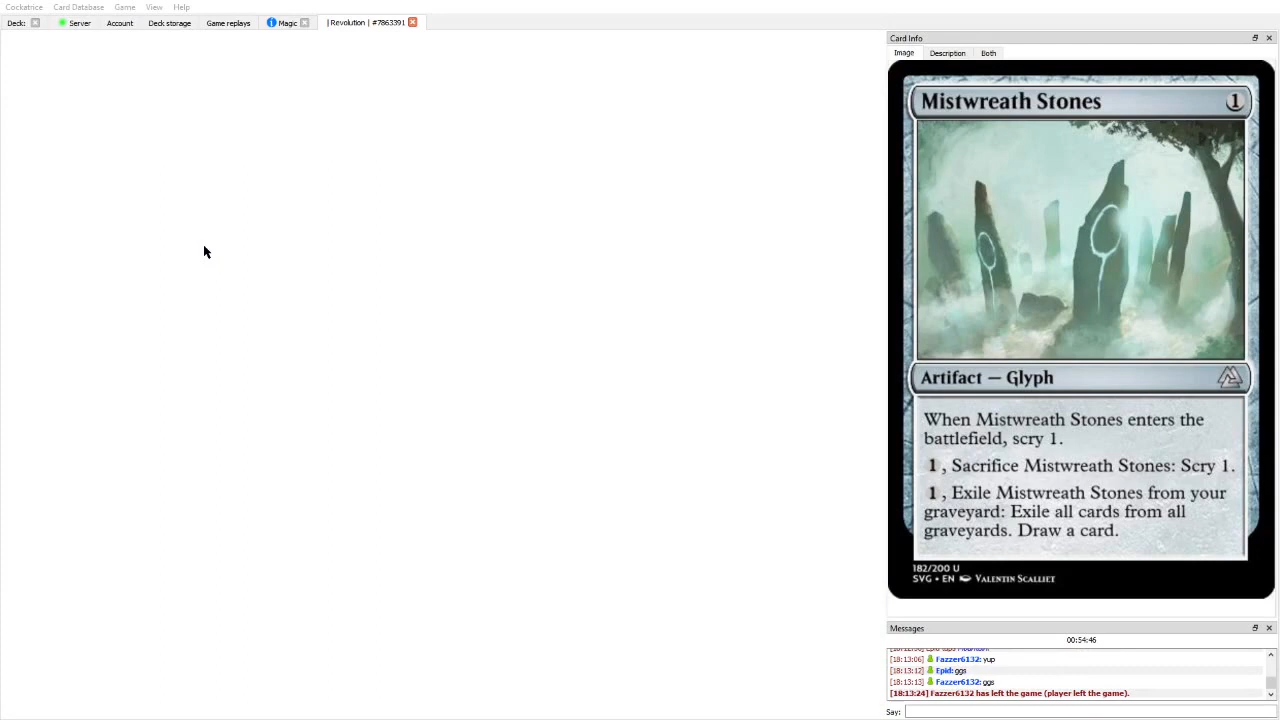 Cockatrice Card Database Game View Help
Deck: Server Account Deck storage Game replays Magic | Revolution | #7863391
Card Info
Image Description Both
Mistwreath Stones 1
Artifact — Glyph
When Mistwreath Stones enters the
battlefield, scry 1.
1, Sacrifice Mistwreath Stones: Scry 1.
1, Exile Mistwreath Stones from your
graveyard: Exile all cards from all
graveyards. Draw a card.
182/200 U
SVG • EN Valentin Scalliet
Messages
00:54:46
[18:13:06] Fazzer6132: yup
[18:13:12] Epid: ggs
[18:13:13] Fazzer6132: ggs
[18:13:24] Fazzer6132 has left the game (player left the game).
Say: